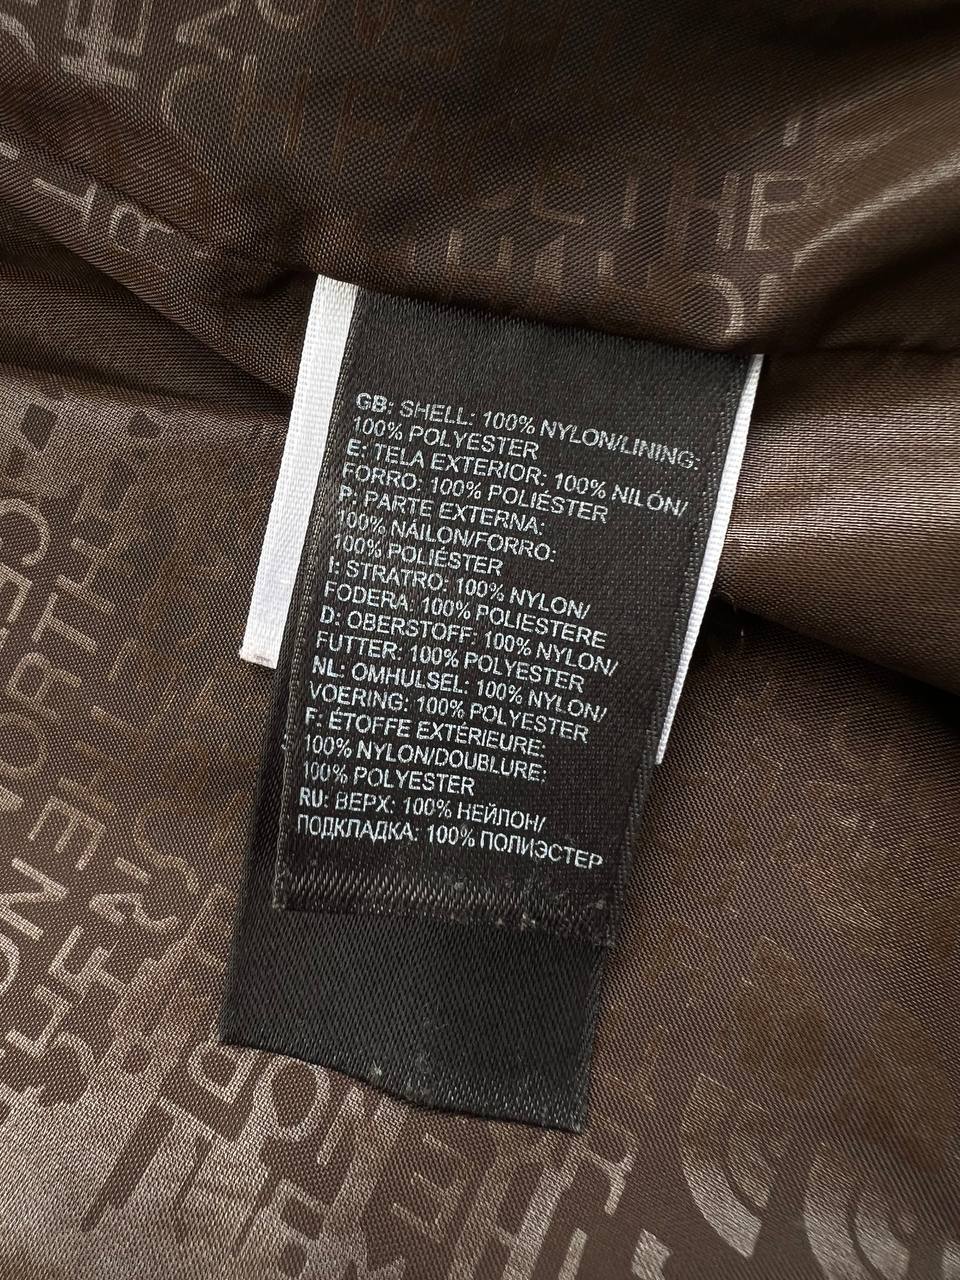 GB: SHELL: 100% NYLON/LINING:
100% POLYESTER
E: TELA EXTERIOR: 100% NILÓN/
FORRO: 100% POLIÉSTER
P: PARTE EXTERNA:
100% NÁILON/FORRO:
100% POLIÉSTER
I: STRATRO: 100% NYLON/
FODERA: 100% POLIESTERE
D: OBERSTOFF: 100% NYLON/
FUTTER: 100% POLYESTER
NL: OMHULSEL: 100% NYLON/
VOERING: 100% POLYESTER
F: ÉTOFFE EXTÉRIEURE:
100% NYLON/DOUBLURE:
100% POLYESTER
RU: ВЕРХ: 100% НЕЙЛОН/
ПОДКЛАДКА: 100% ПОЛИЭСТЕР